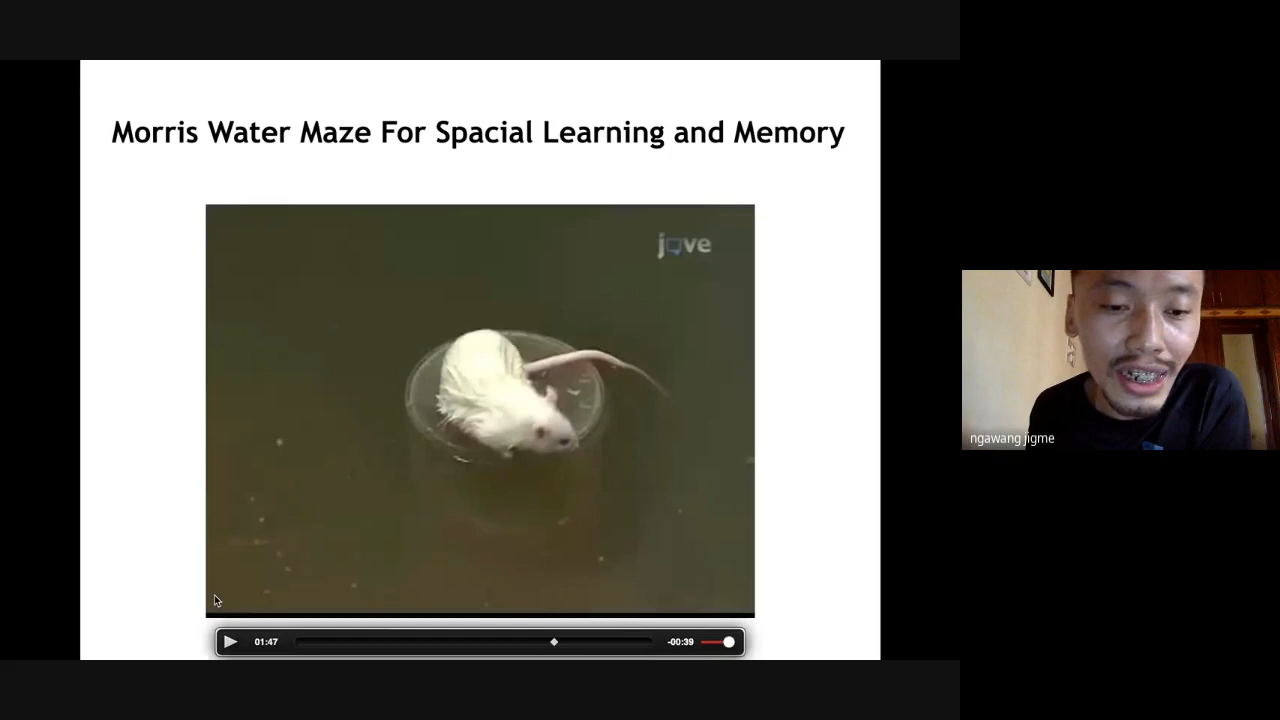 Morris Water Maze For Spacial Learning and Memory
jove
01:47
-00:39
ngawang jigme